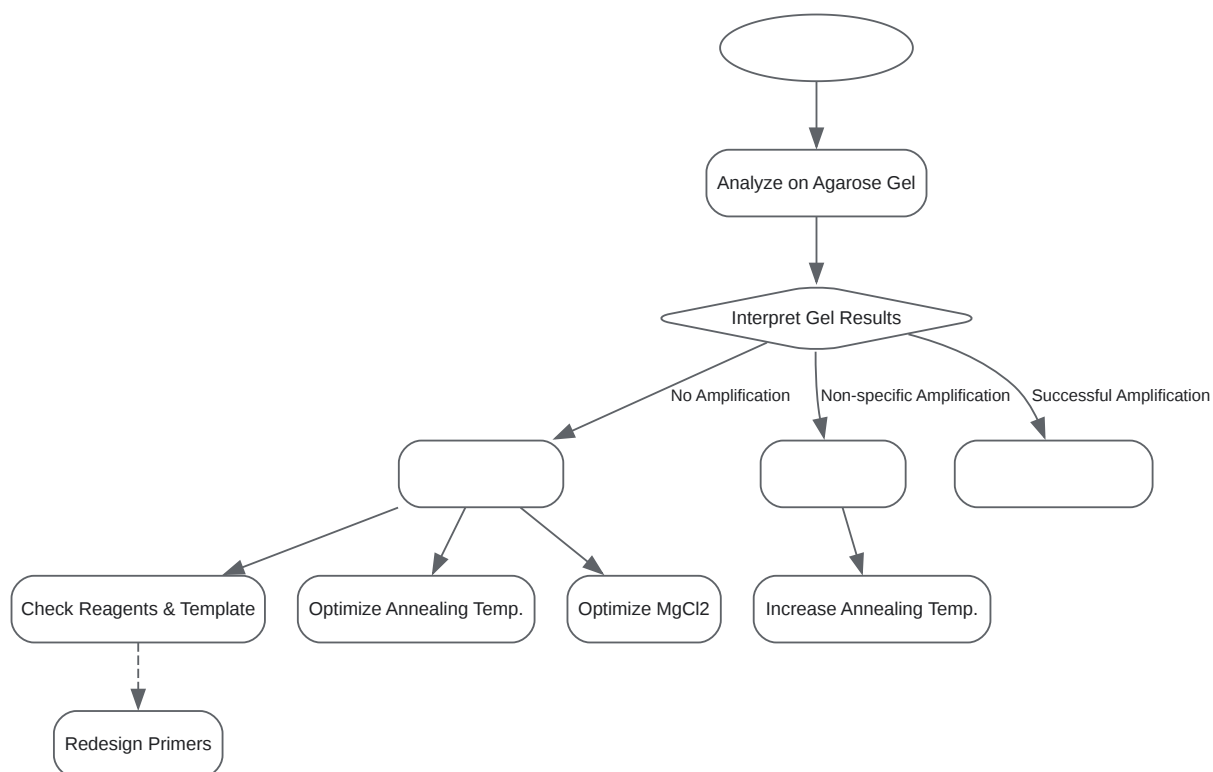 Analyze on Agarose Gel
Interpret Gel Results
No Amplification
Non-specific Amplification
Successful Amplification
Check Reagents & Template
Optimize Annealing Temp.
Optimize MgCl2
Increase Annealing Temp.
Redesign Primers